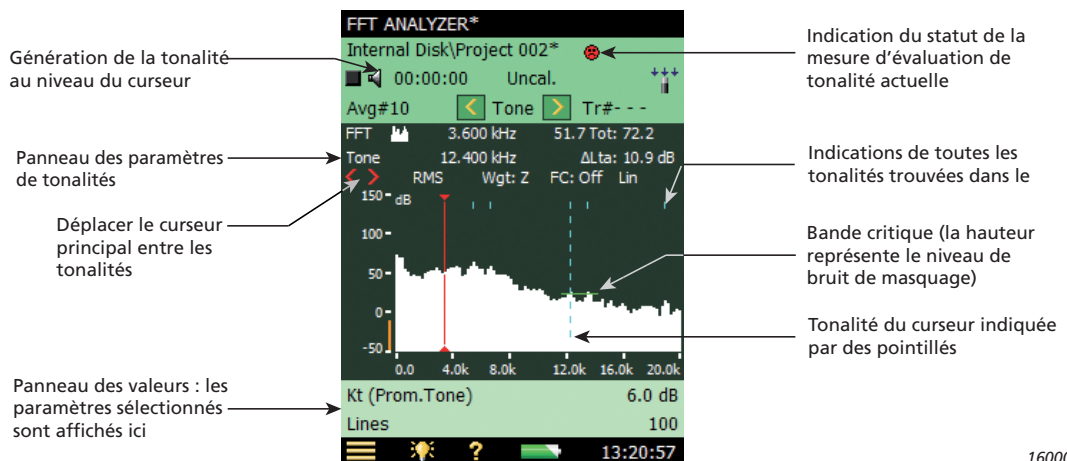 Génération de la tonalité
au niveau du curseur
Panneau des paramètres
de tonalités
Déplacer le curseur
principal entre les
tonalités
Panneau des valeurs : les
paramètres sélectionnés
sont affichés ici
FFT ANALYZER*
Internal Disk\Project 002*
00:00:00 Uncal.
Avg#10 < Tone > Tr#- - -
FFT 3.600 kHz 51.7 Tot: 72.2
Tone 12.400 kHz ΔLta: 10.9 dB
< > RMS Wgt: Z FC: Off Lin
150 dB
100
50
0
-50
0.0 4.0k 8.0k 12.0k 16.0k 20.0k
Kt (Prom.Tone) 6.0 dB
Lines 100
? 13:20:57
Indication du statut de la
mesure d'évaluation de
tonalité actuelle
Indications de toutes les
tonalités trouvées dans le
Bande critique (la hauteur
représente le niveau de
bruit de masquage)
Tonalité du curseur indiquée
par des pointillés
16000